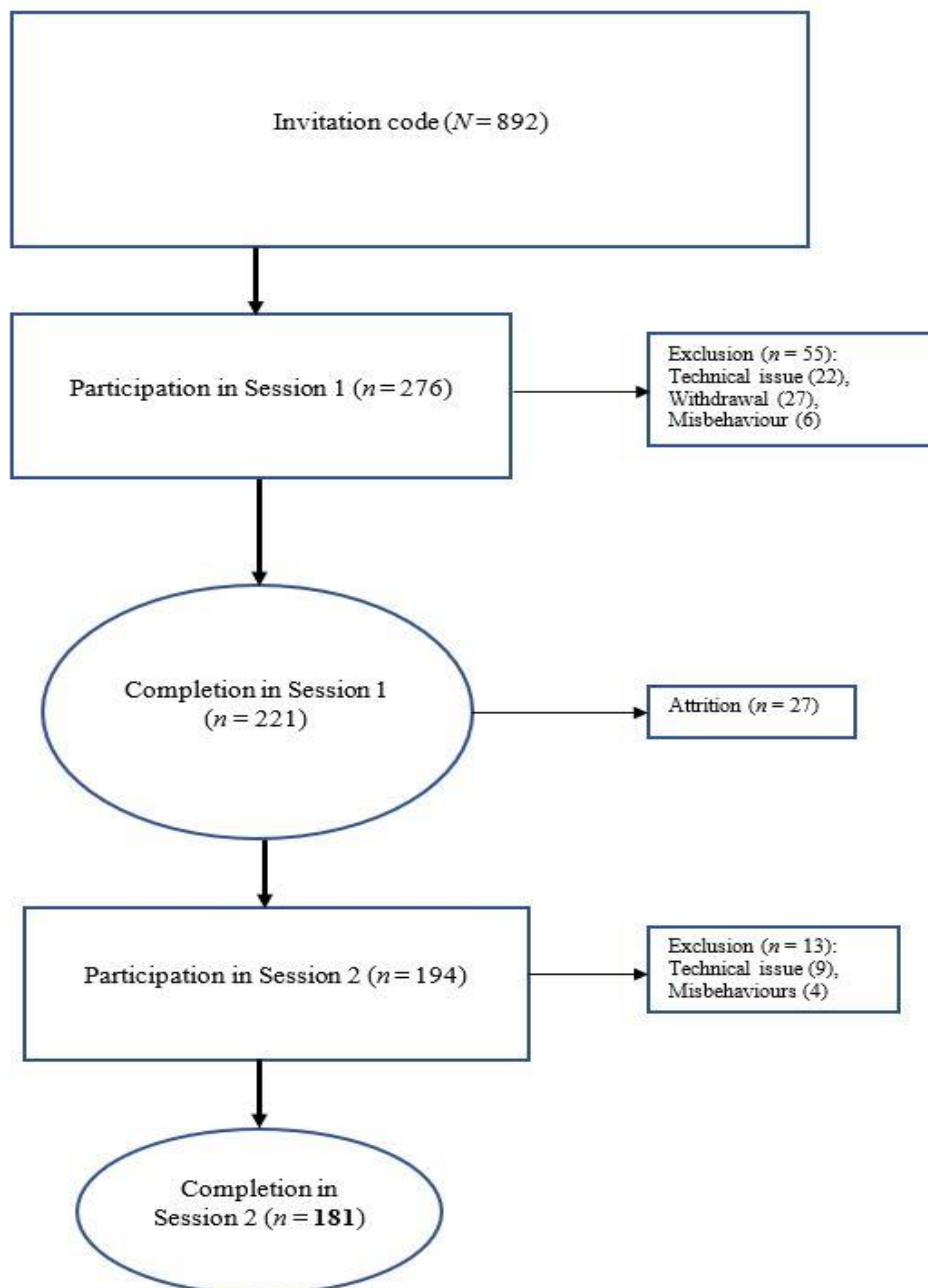 Invitation code (N = 892)
Participation in Session 1 (n = 276)
Exclusion (n = 55):
Technical issue (22),
Withdrawal (27),
Misbehaviour (6)
Completion in Session 1
(n = 221)
Attrition (n = 27)
Participation in Session 2 (n = 194)
Exclusion (n = 13):
Technical issue (9),
Misbehaviours (4)
Completion in
Session 2 (n = 181)